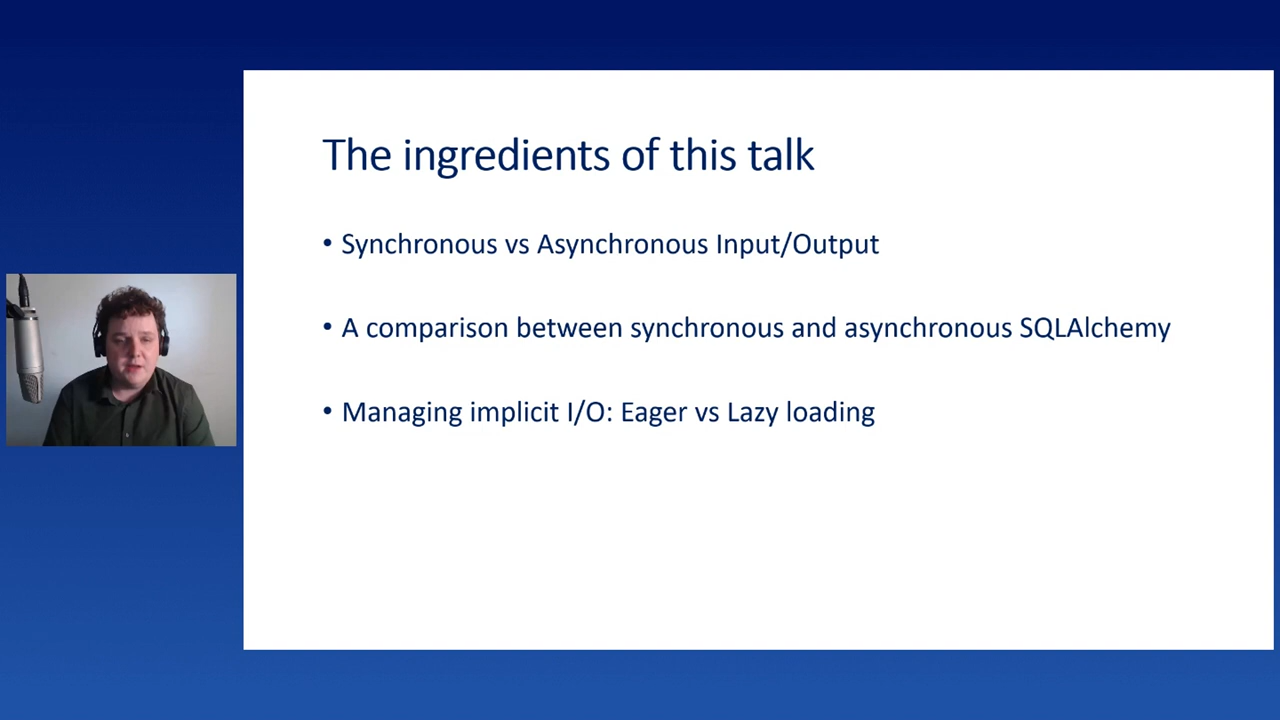 The ingredients of this talk
• Synchronous vs Asynchronous Input/Output
• A comparison between synchronous and asynchronous SQLAlchemy
• Managing implicit I/O: Eager vs Lazy loading